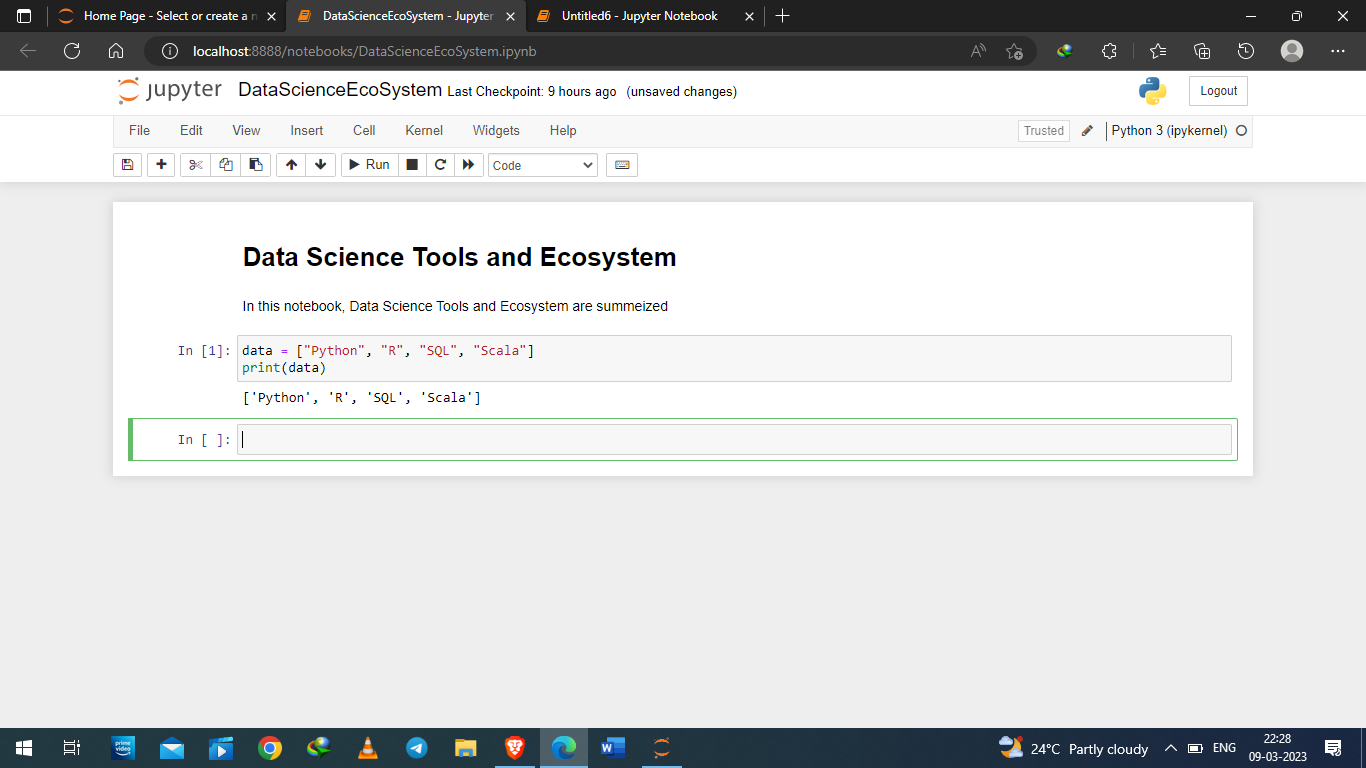 Home Page - Select or create a n
DataScienceEcoSystem - Jupyter
Untitled6 - Jupyter Notebook
localhost:8888/notebooks/DataScienceEcoSystem.ipynb
jupyter DataScienceEcoSystem Last Checkpoint: 9 hours ago (unsaved changes)
Logout
File Edit View Insert Cell Kernel Widgets Help
Trusted Python 3 (ipykernel)
Run Code
Data Science Tools and Ecosystem
In this notebook, Data Science Tools and Ecosystem are summeized
In [1]: data = ["Python", "R", "SQL", "Scala"]
print(data)
['Python', 'R', 'SQL', 'Scala']
In [ ]:
prime video
24°C Partly cloudy ENG
22:28
09-03-2023